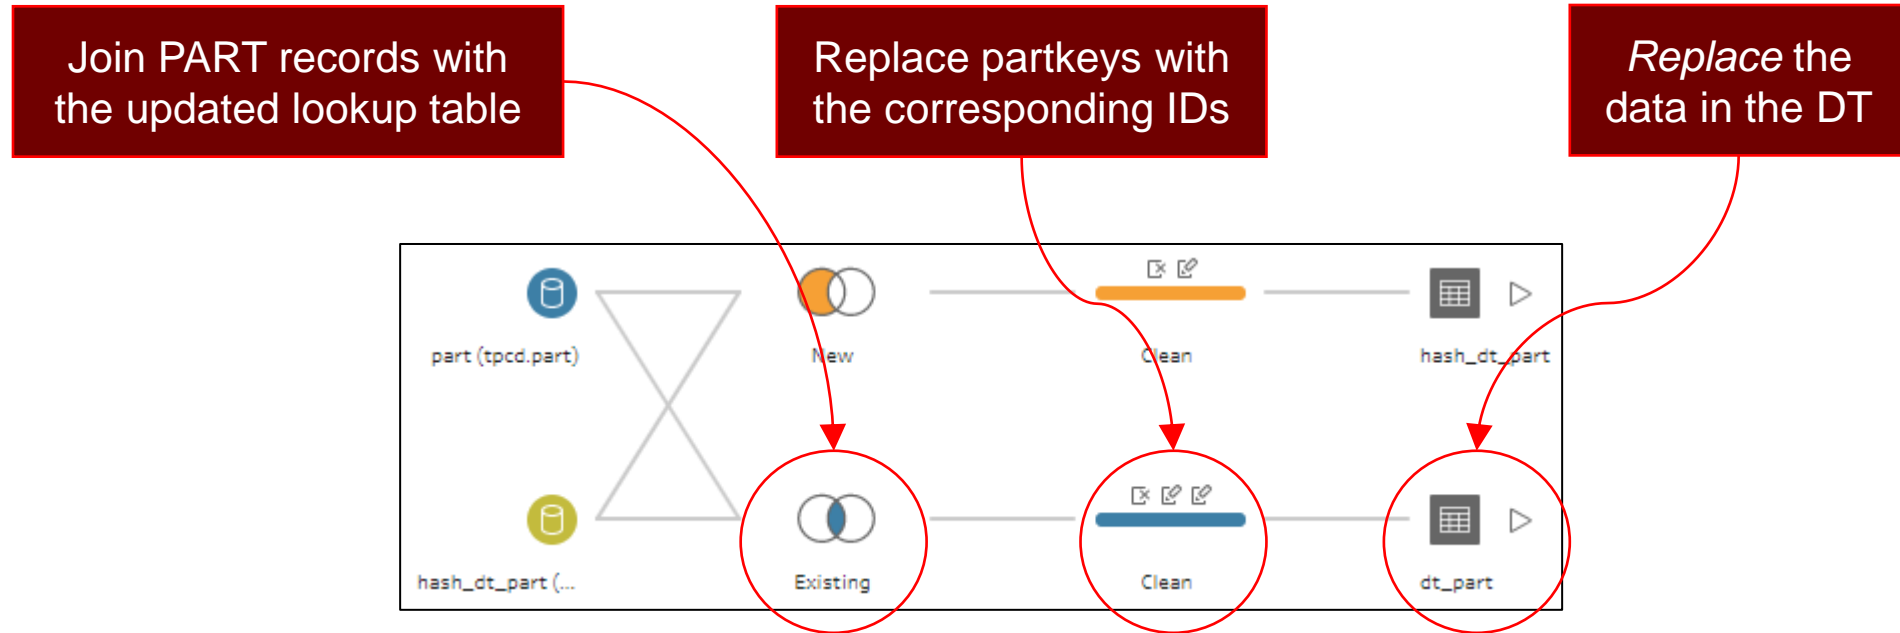 Join PART records with
the updated lookup table
Replace partkeys with
the corresponding IDs
Replace the
data in the DT
part (tpcd.part)
New
Clean
hash_dt_part
hash_dt_part (...
Existing
Clean
dt_part